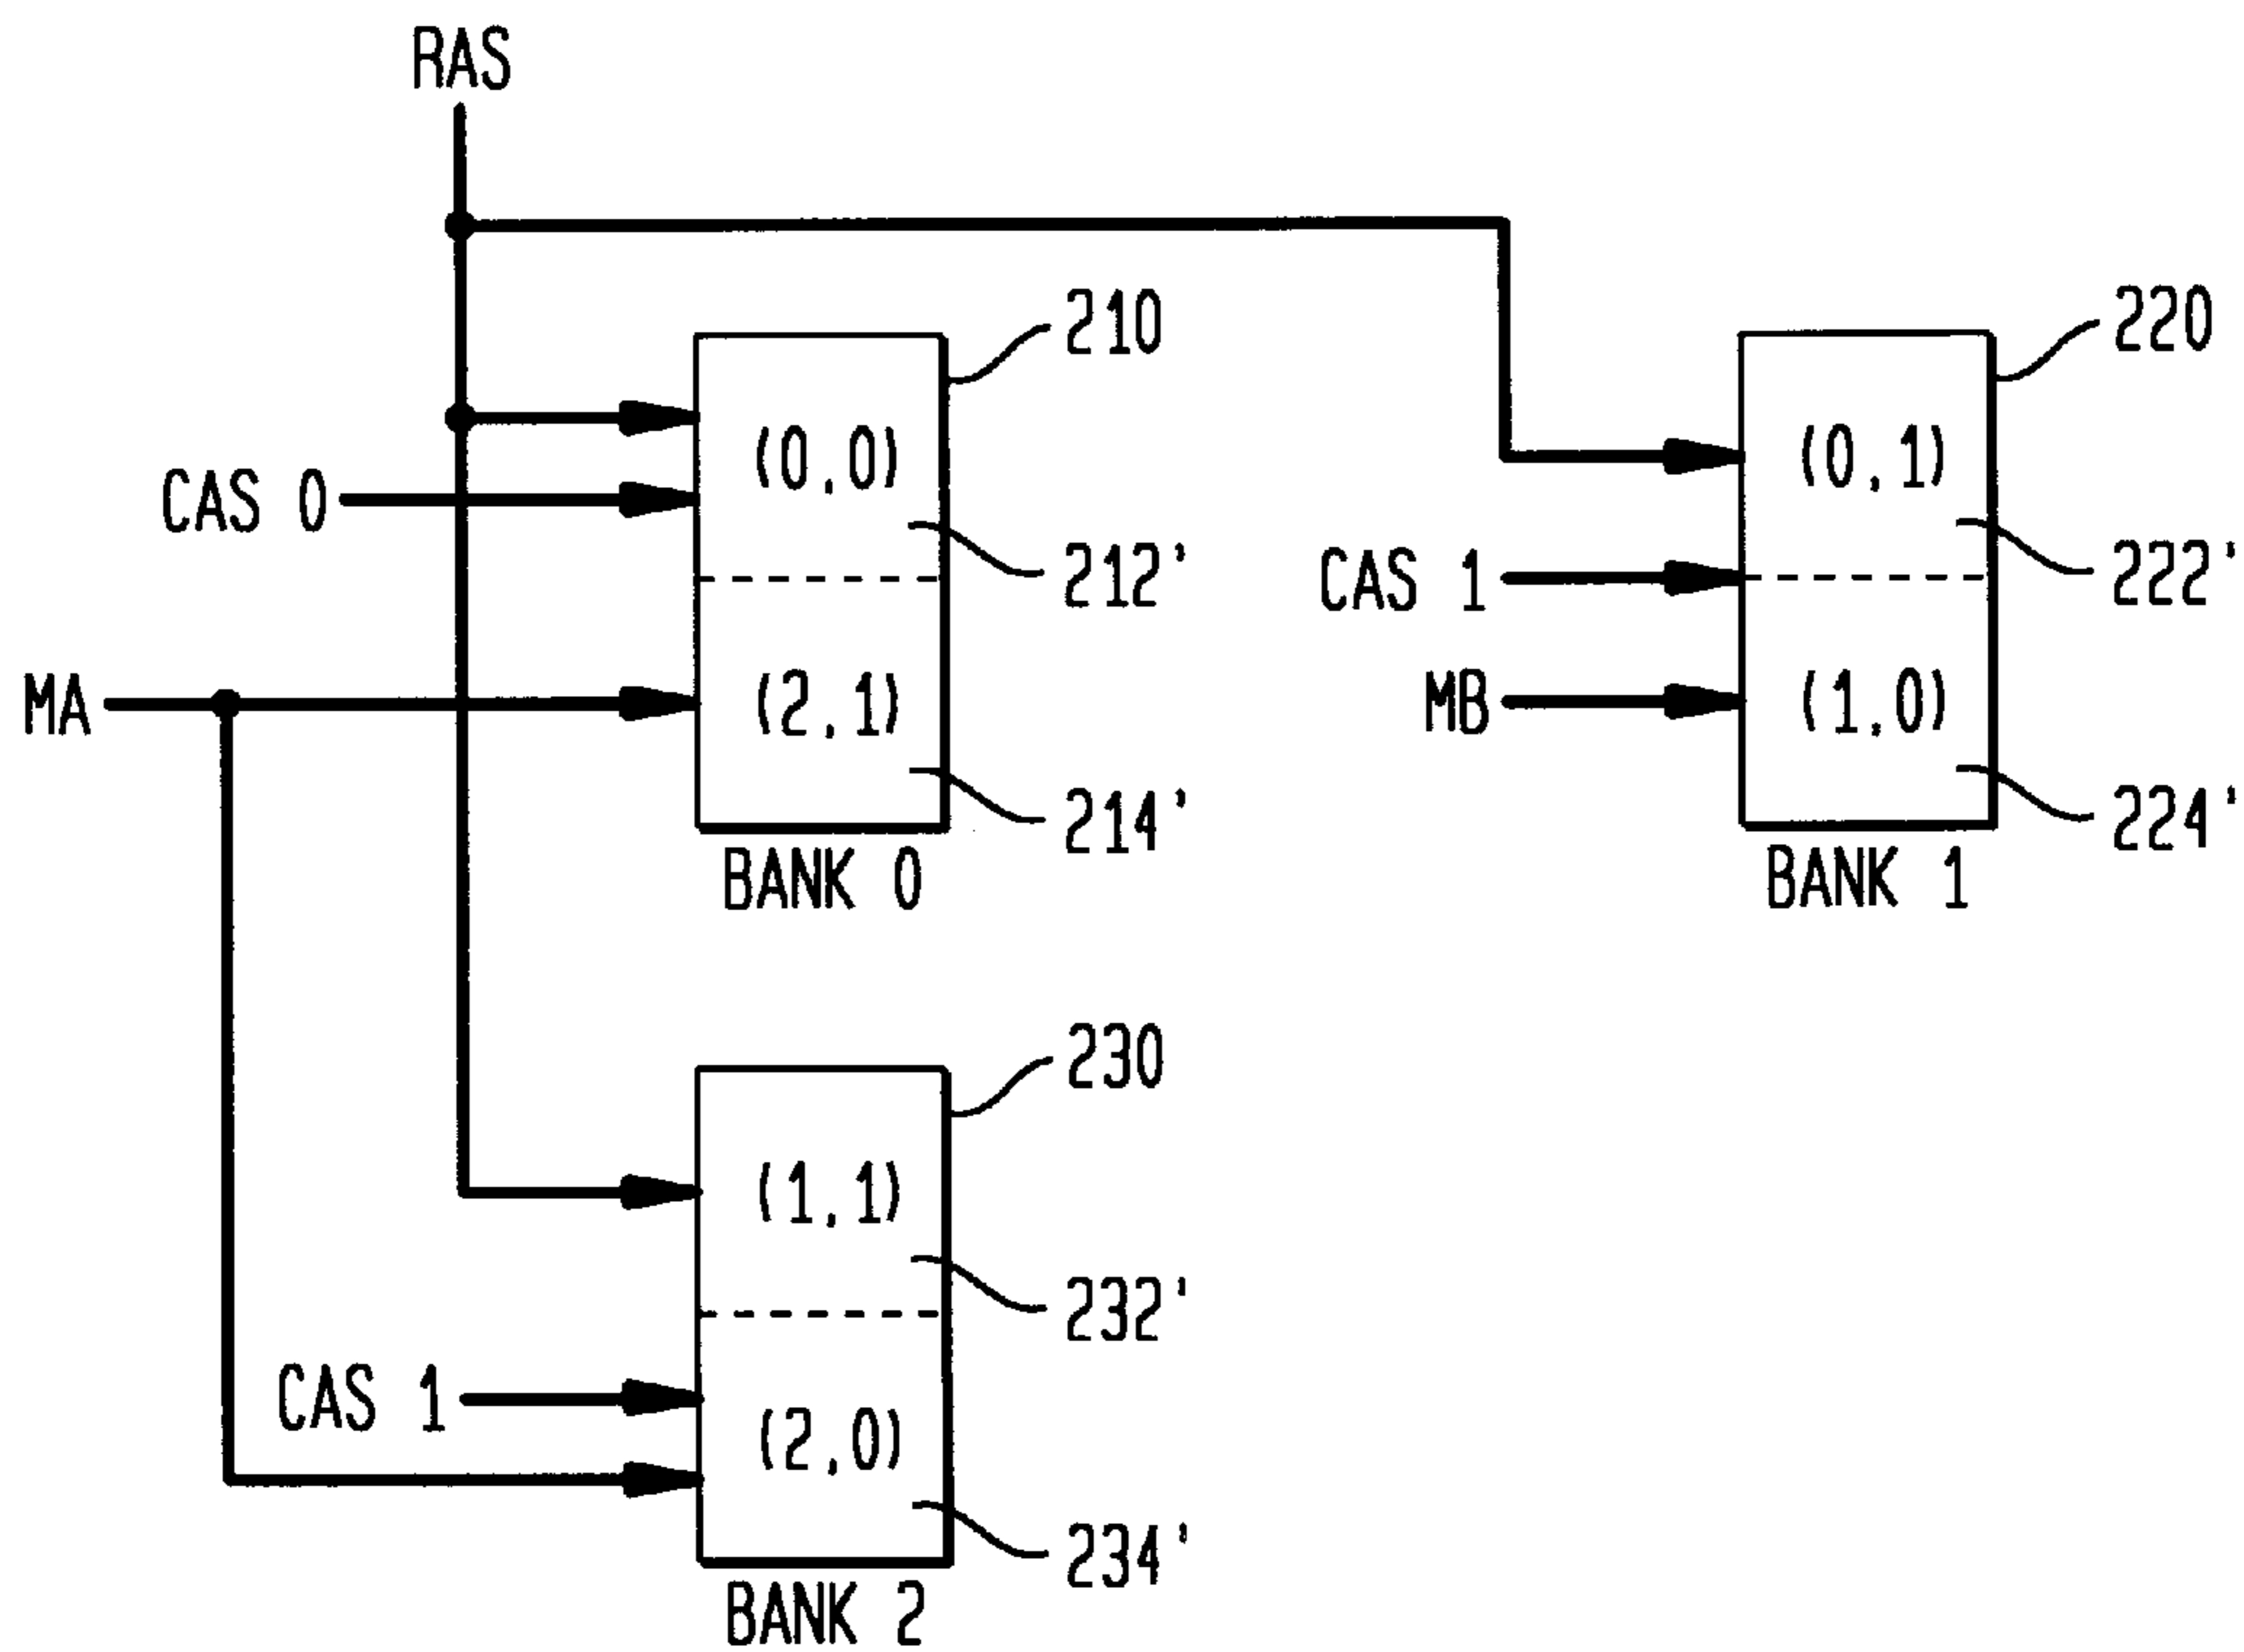 RAS
210
220
(0,0)
(0,1)
CAS 0
212'
CAS 1
222'
MA
(2,1)
MB
(1,0)
214'
224'
BANK 0
BANK 1
230
(1,1)
232'
CAS 1
(2,0)
234'
BANK 2